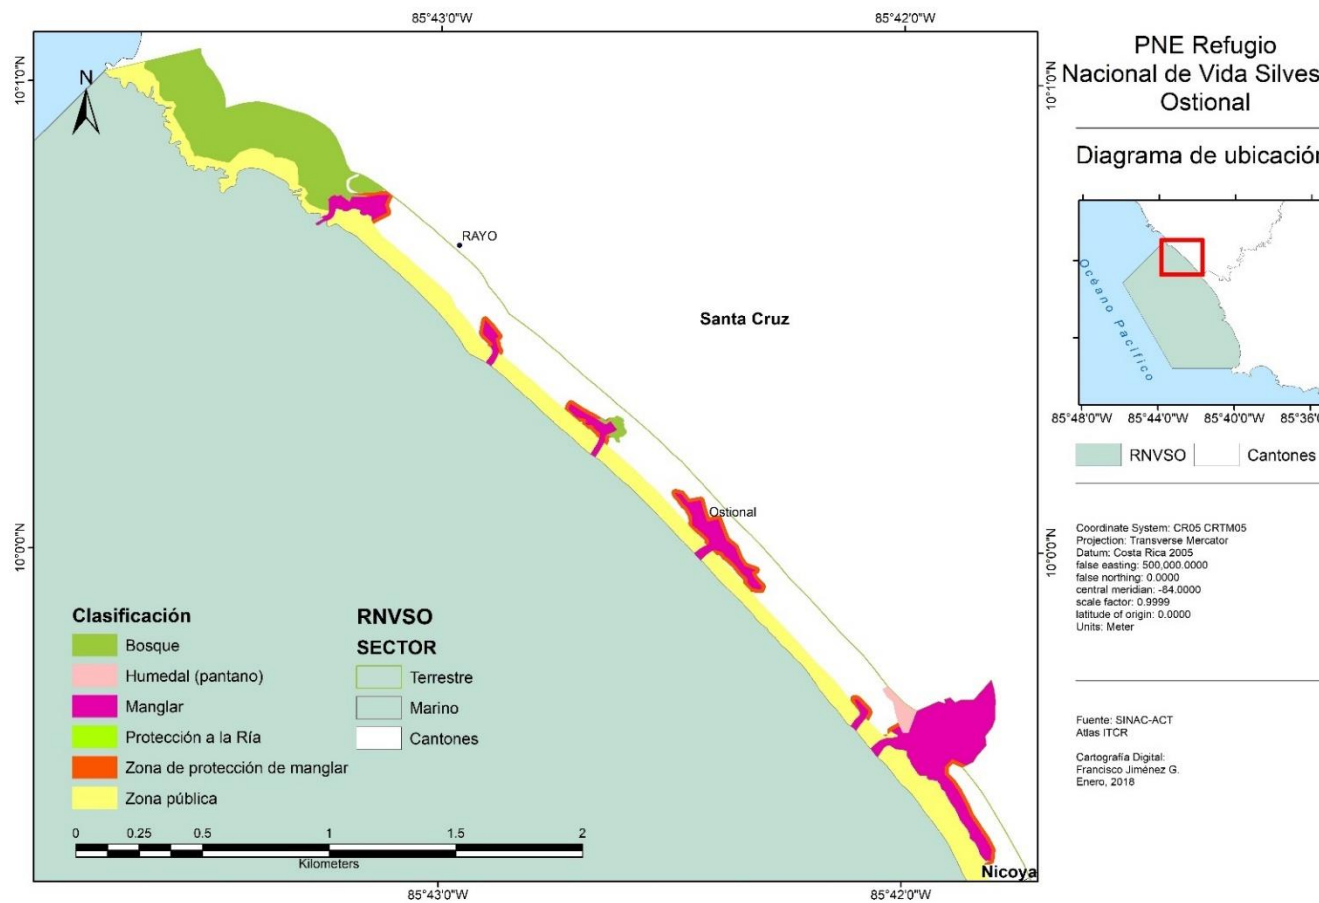 85°43'0"W
85°42'0"W
10°1'0"N
10°1'0"N
N
RAYO
Santa Cruz
Ostional
10°0'0"N
10°0'0"N
Nicoya
Clasificación
Bosque
Humedal (pantano)
Manglar
Protección a la Ría
Zona de protección de manglar
Zona pública
RNVSO
SECTOR
Terrestre
Marino
Cantones
0 0.25 0.5 1 1.5 2
Kilometers
85°43'0"W
85°42'0"W
PNE Refugio
Nacional de Vida Silves
Ostional
Diagrama de ubicación
Océano Pacífico
85°48'0"W 85°44'0"W 85°40'0"W 85°36'0
RNVSO
Cantones
Coordinate System: CR05 CRTM05
Projection: Transverse Mercator
Datum: Costa Rica 2005
false easting: 500,000.0000
false northing: 0.0000
central meridian: -84.0000
scale factor: 0.9999
latitude of origin: 0.0000
Units: Meter
Fuente: SINAC-ACT
Atlas ITCR
Cartografía Digital:
Francisco Jiménez G.
Enero, 2018